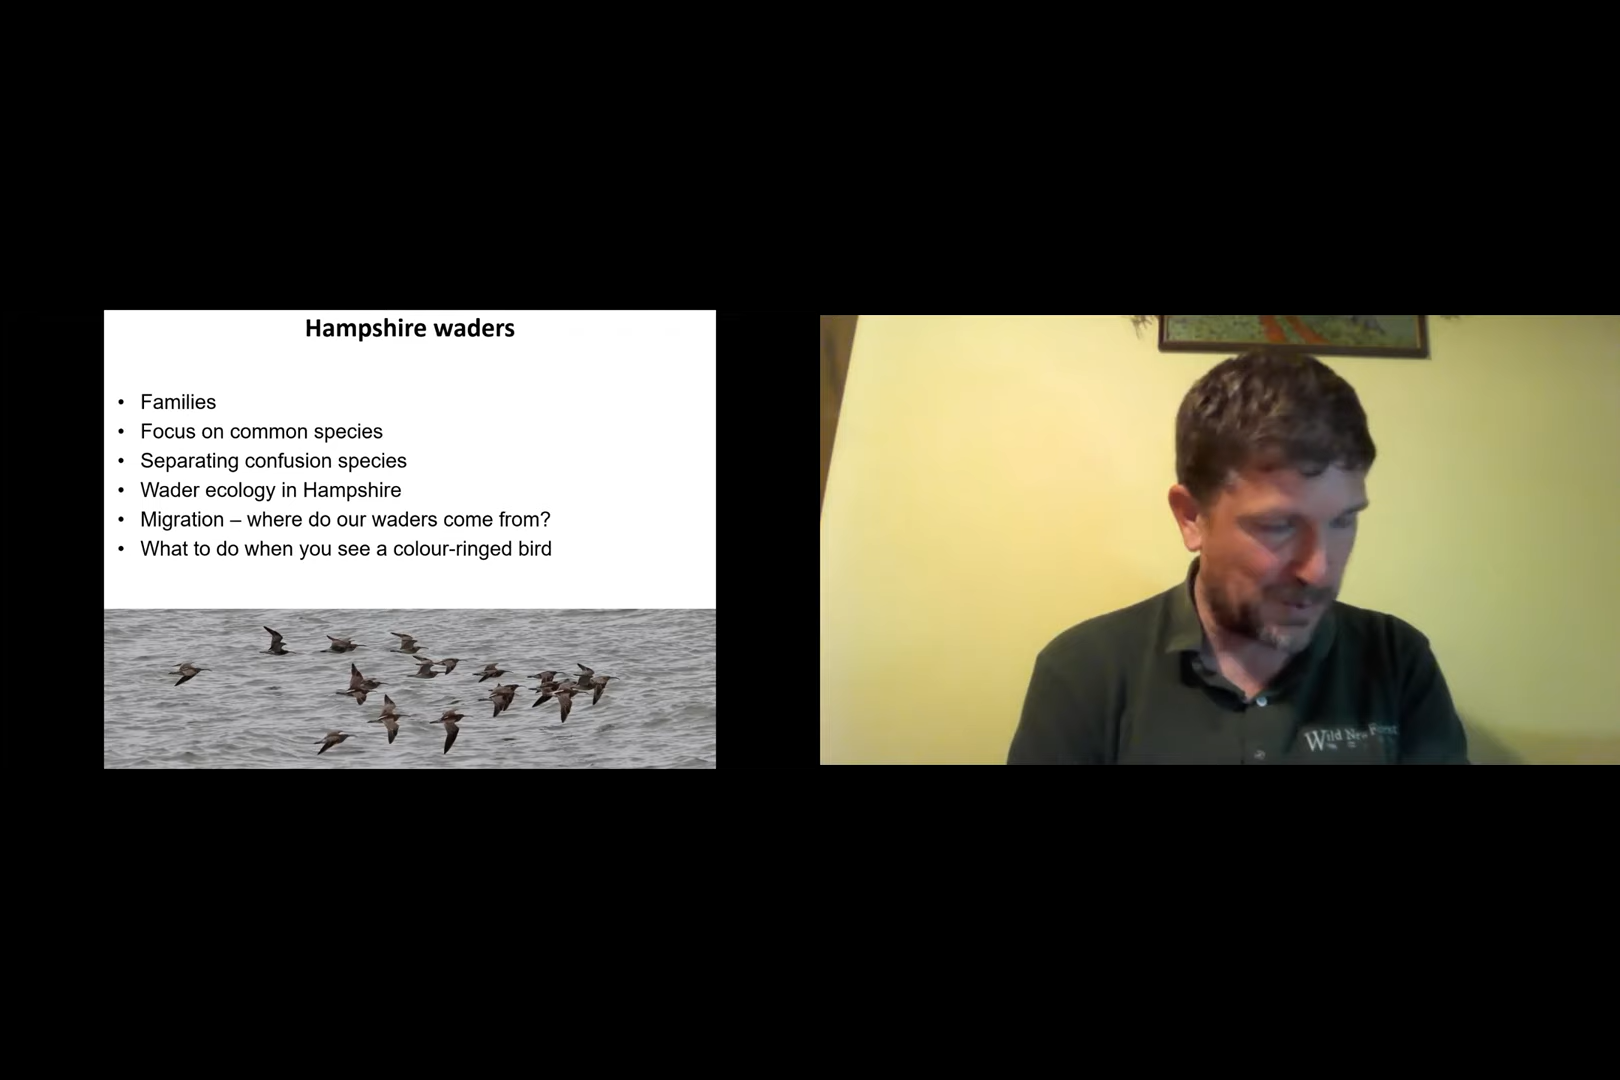 Hampshire waders
• Families
• Focus on common species
• Separating confusion species
• Wader ecology in Hampshire
• Migration – where do our waders come from?
• What to do when you see a colour-ringed bird
Wild New Forest